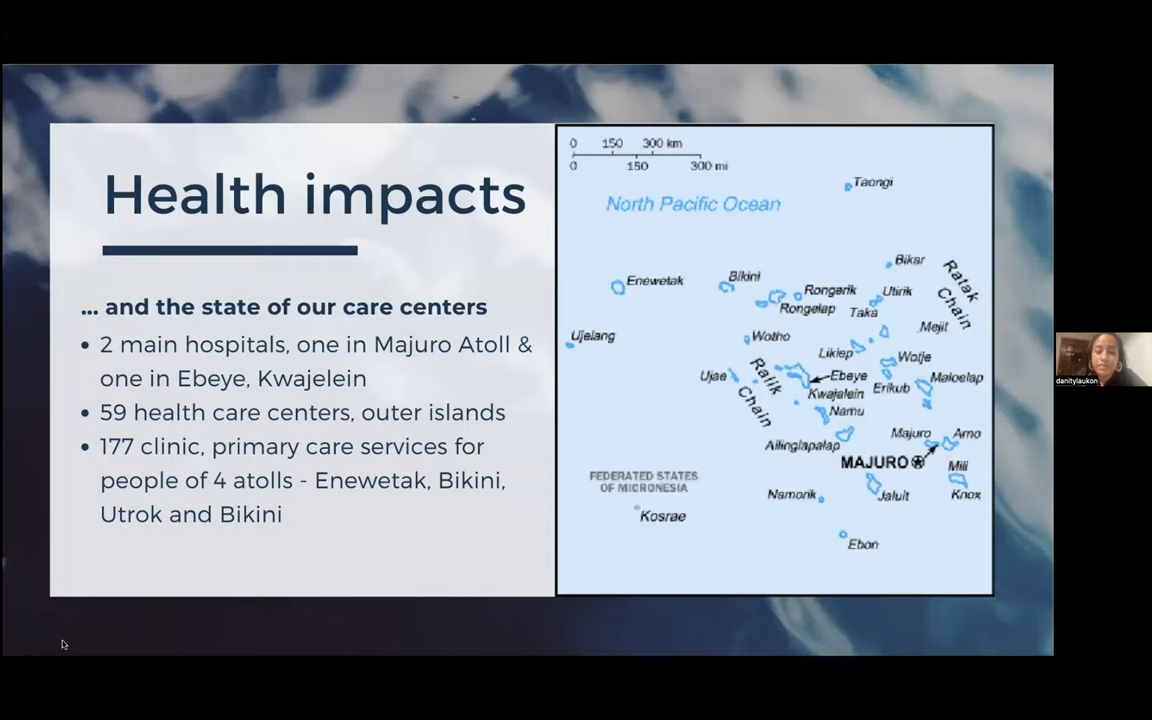 Health impacts
... and the state of our care centers
• 2 main hospitals, one in Majuro Atoll &
one in Ebeye, Kwajelein
• 59 health care centers, outer islands
• 177 clinic, primary care services for
people of 4 atolls - Enewetak, Bikini,
Utrok and Bikini
0 150 300 km
0 150 300 mi
Taongi
North Pacific Ocean
Bikar
Ratak Chain
Enewetak
Bikini
Rongerik
Utirik
Rongelap
Taka
Mejit
Ujelang
Wotho
Likiep
Wotje
Ujae
Ralik Chain
Ebeye
Erikub
Maloelap
Kwajalein
Namu
Majuro
Arno
Ailinglapalap
MAJURO
Mili
FEDERATED STATES
OF MICRONESIA
Namorik
Jaluit
Knox
Kosrae
Ebon
danitylaukon